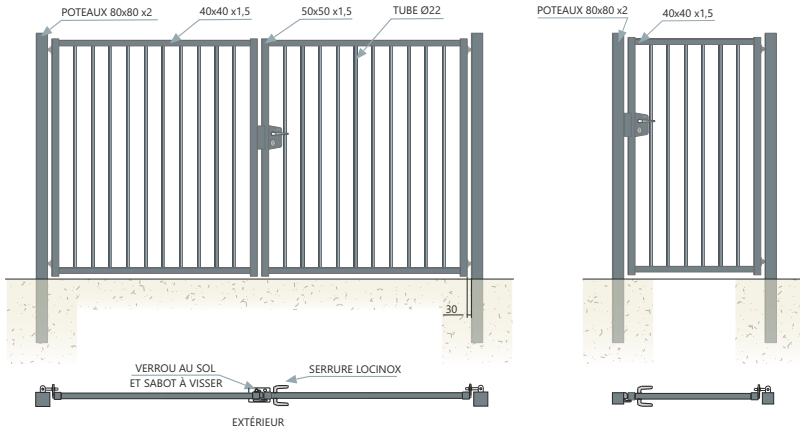 POTEAUX 80x80 x2
40x40 x1,5
50x50 x1,5
TUBE Ø22
POTEAUX 80x80 x2
40x40 x1,5
30
VERROU AU SOL
ET SABOT À VISSER
SERRURE LOCINOX
EXTÉRIEUR